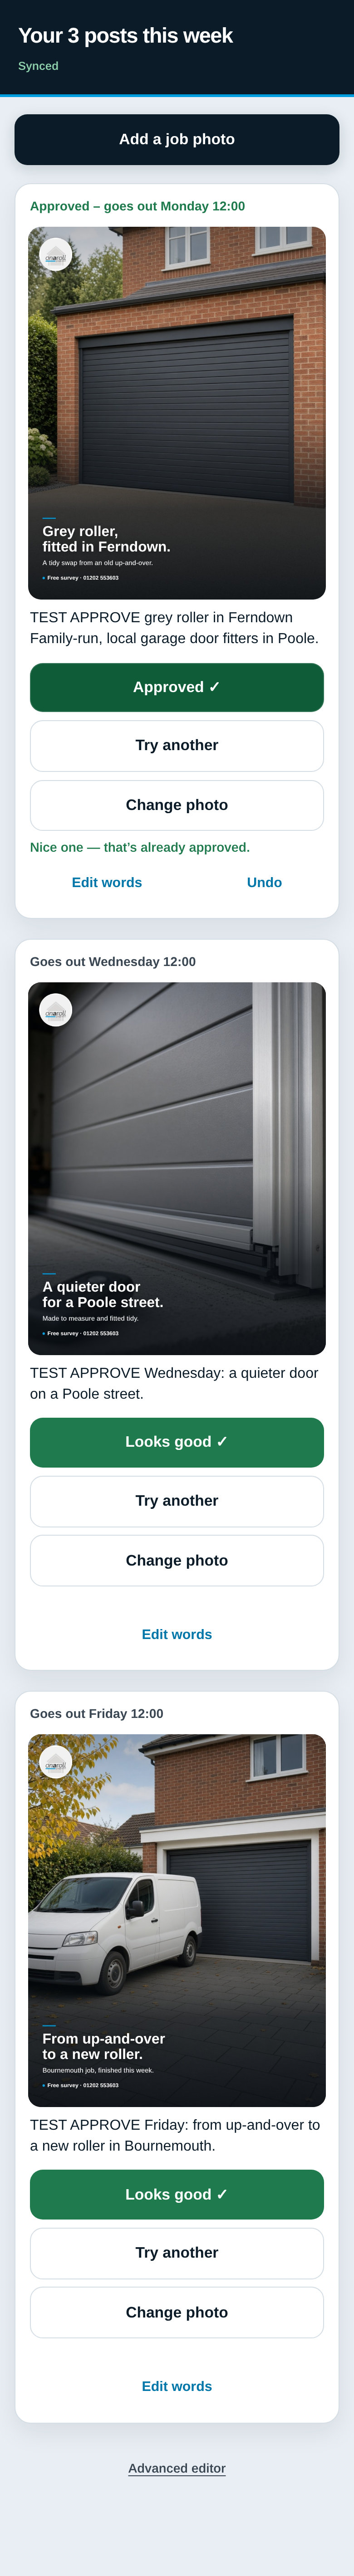 Your 3 posts this week
Synced
Add a job photo
Approved – goes out Monday 12:00
onaroll
Grey roller,
fitted in Ferndown.
A tidy swap from an old up-and-over.
Free survey · 01202 553603
TEST APPROVE grey roller in Ferndown
Family-run, local garage door fitters in Poole.
Approved ✓
Try another
Change photo
Nice one — that’s already approved.
Edit words
Undo
Goes out Wednesday 12:00
onaroll
A quieter door
for a Poole street.
Made to measure and fitted tidy.
Free survey · 01202 553603
TEST APPROVE Wednesday: a quieter door
on a Poole street.
Looks good ✓
Try another
Change photo
Edit words
Goes out Friday 12:00
onaroll
From up-and-over
to a new roller.
Bournemouth job, finished this week.
Free survey · 01202 553603
TEST APPROVE Friday: from up-and-over to
a new roller in Bournemouth.
Looks good ✓
Try another
Change photo
Edit words
Advanced editor